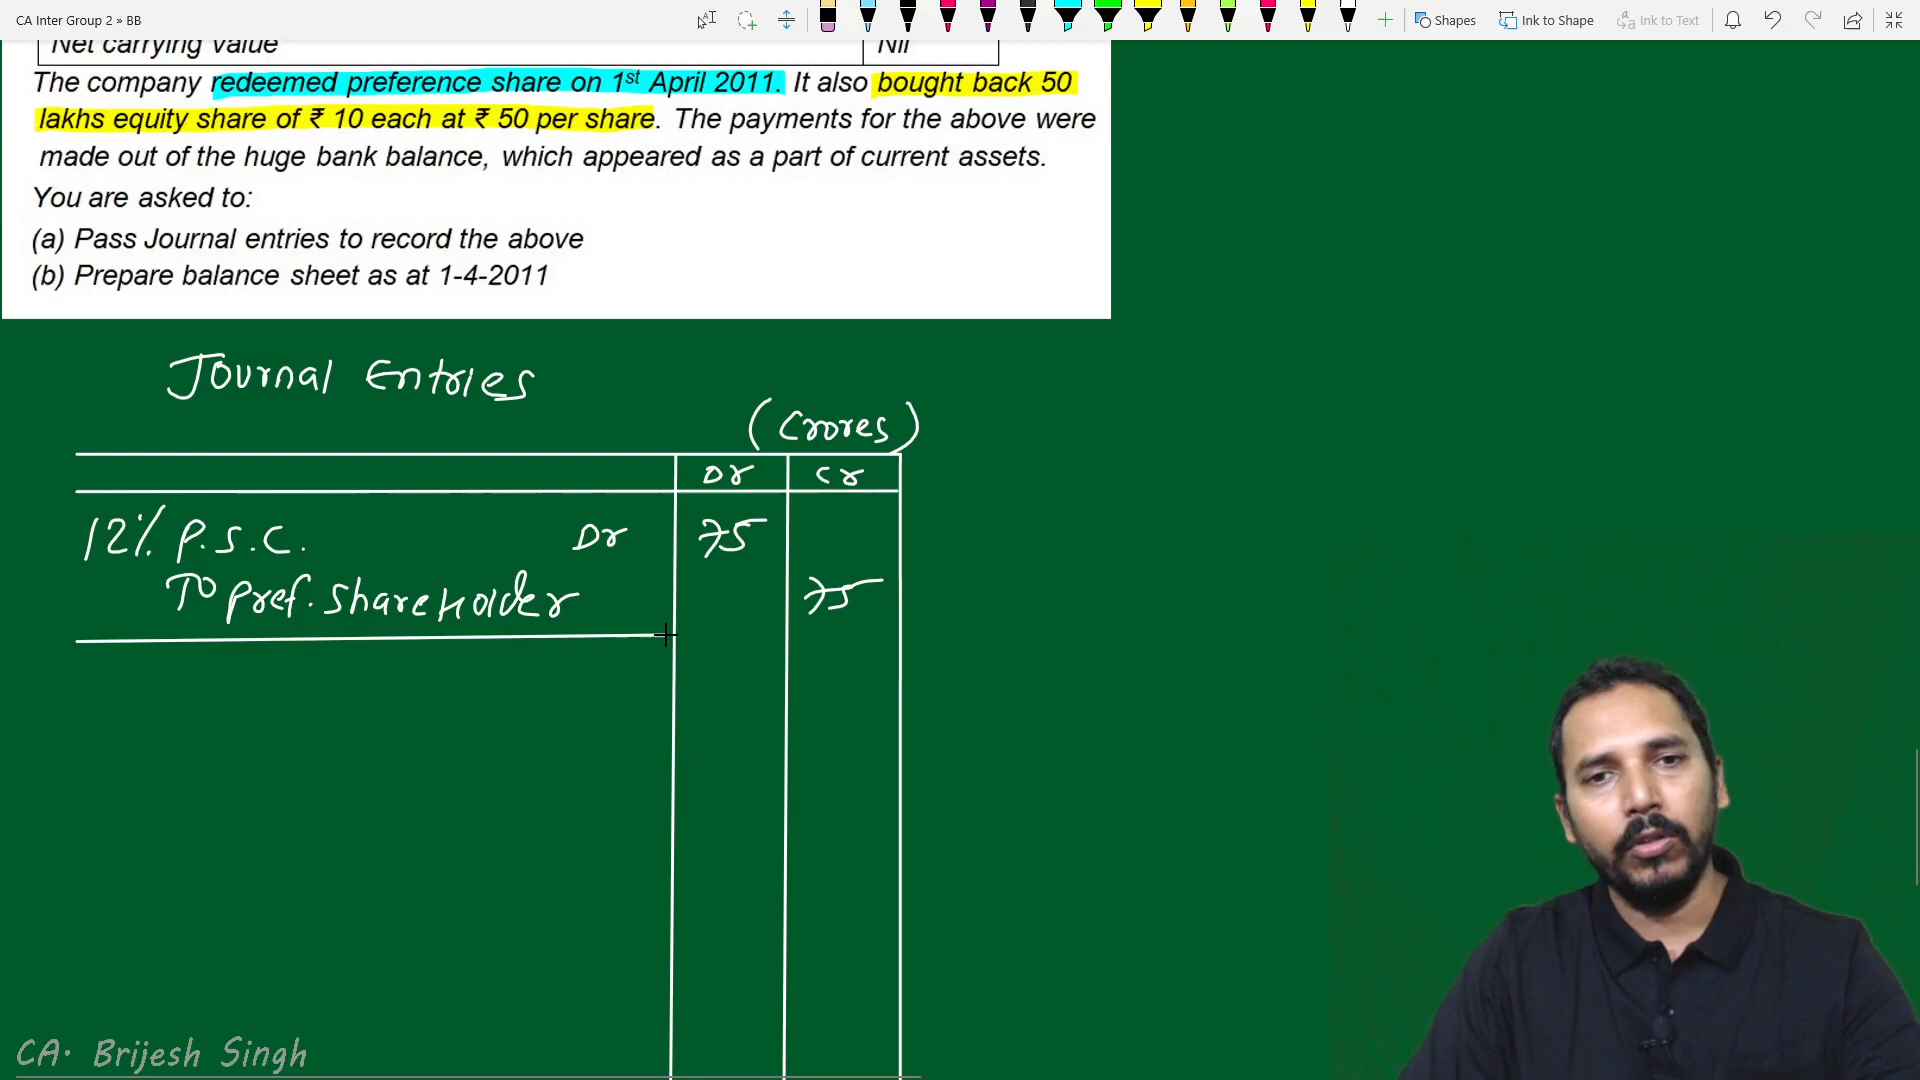 CA Inter Group 2 » BB
Shapes
Ink to Shape
Ink to Text
Net carrying value Nil
The company redeemed preference share on 1st April 2011. It also bought back 50
lakhs equity share of ₹ 10 each at ₹ 50 per share. The payments for the above were
made out of the huge bank balance, which appeared as a part of current assets.
You are asked to:
(a) Pass Journal entries to record the above
(b) Prepare balance sheet as at 1-4-2011
Journal Entries
(Crores)
Dr Cr
12% P.S.C. Dr 75
To Pref. Shareholder 75
CA. Brijesh Singh